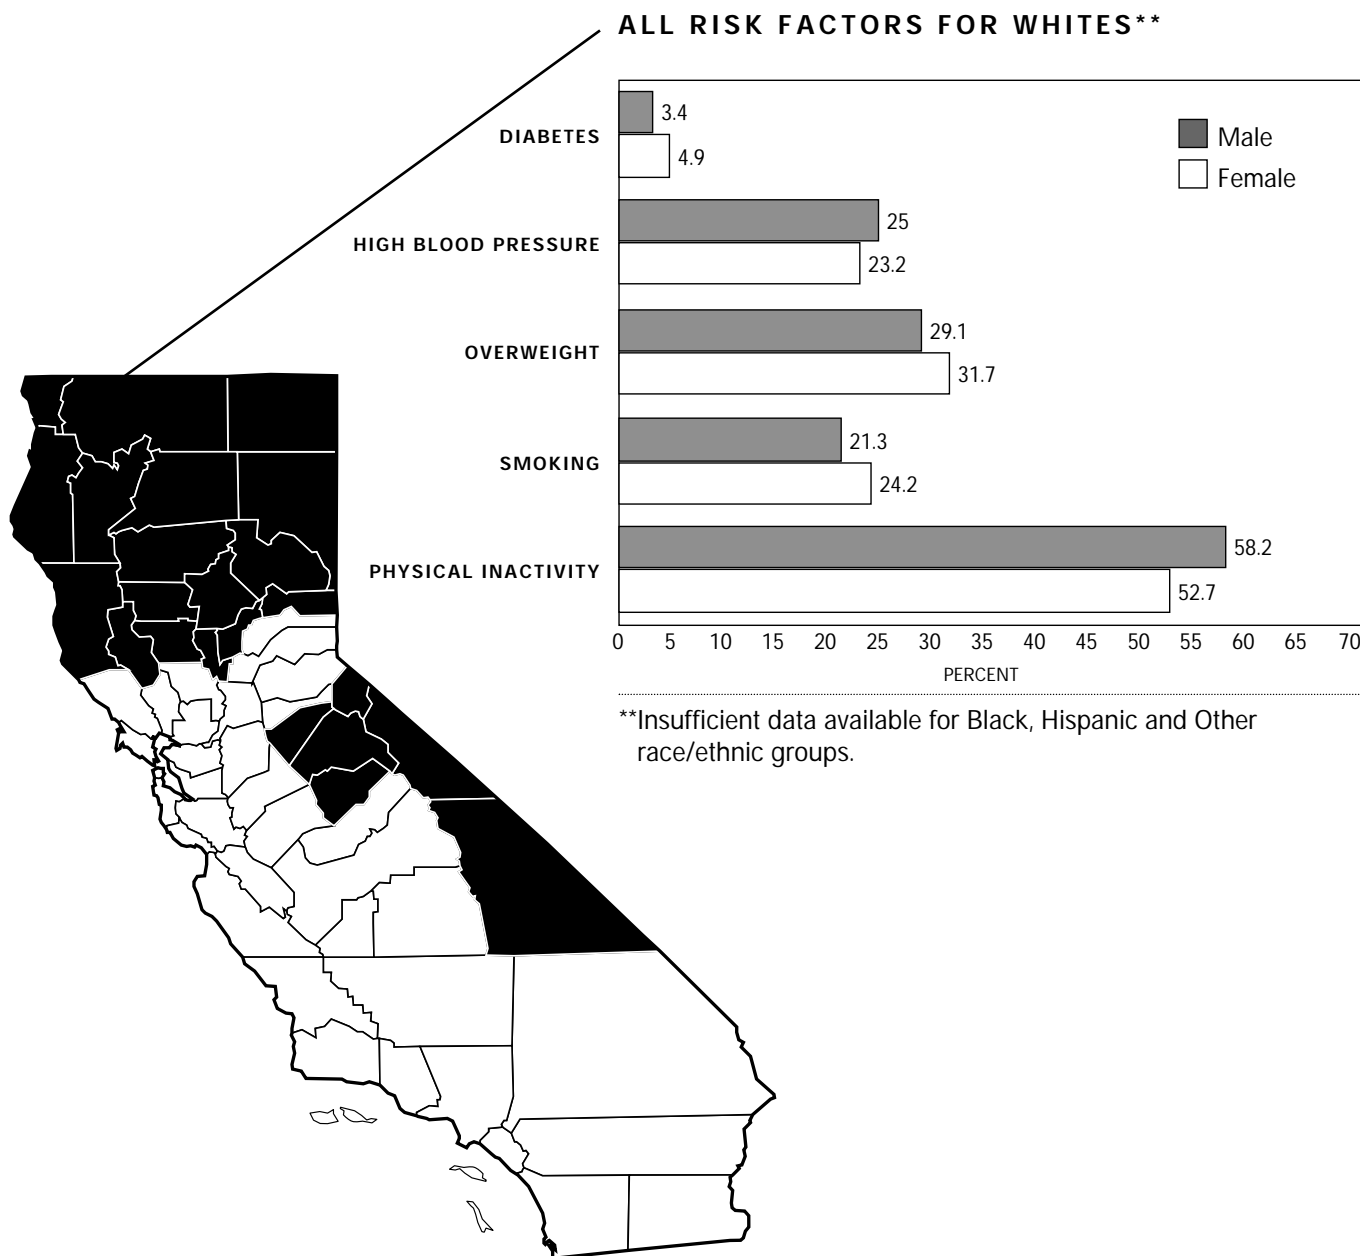 ALL RISK FACTORS FOR WHITES**
DIABETES
3.4
4.9
Male
Female
HIGH BLOOD PRESSURE
25
23.2
OVERWEIGHT
29.1
31.7
SMOKING
21.3
24.2
PHYSICAL INACTIVITY
58.2
52.7
0 5 10 15 20 25 30 35 40 45 50 55 60 65 70
PERCENT
**Insufficient data available for Black, Hispanic and Other
race/ethnic groups.